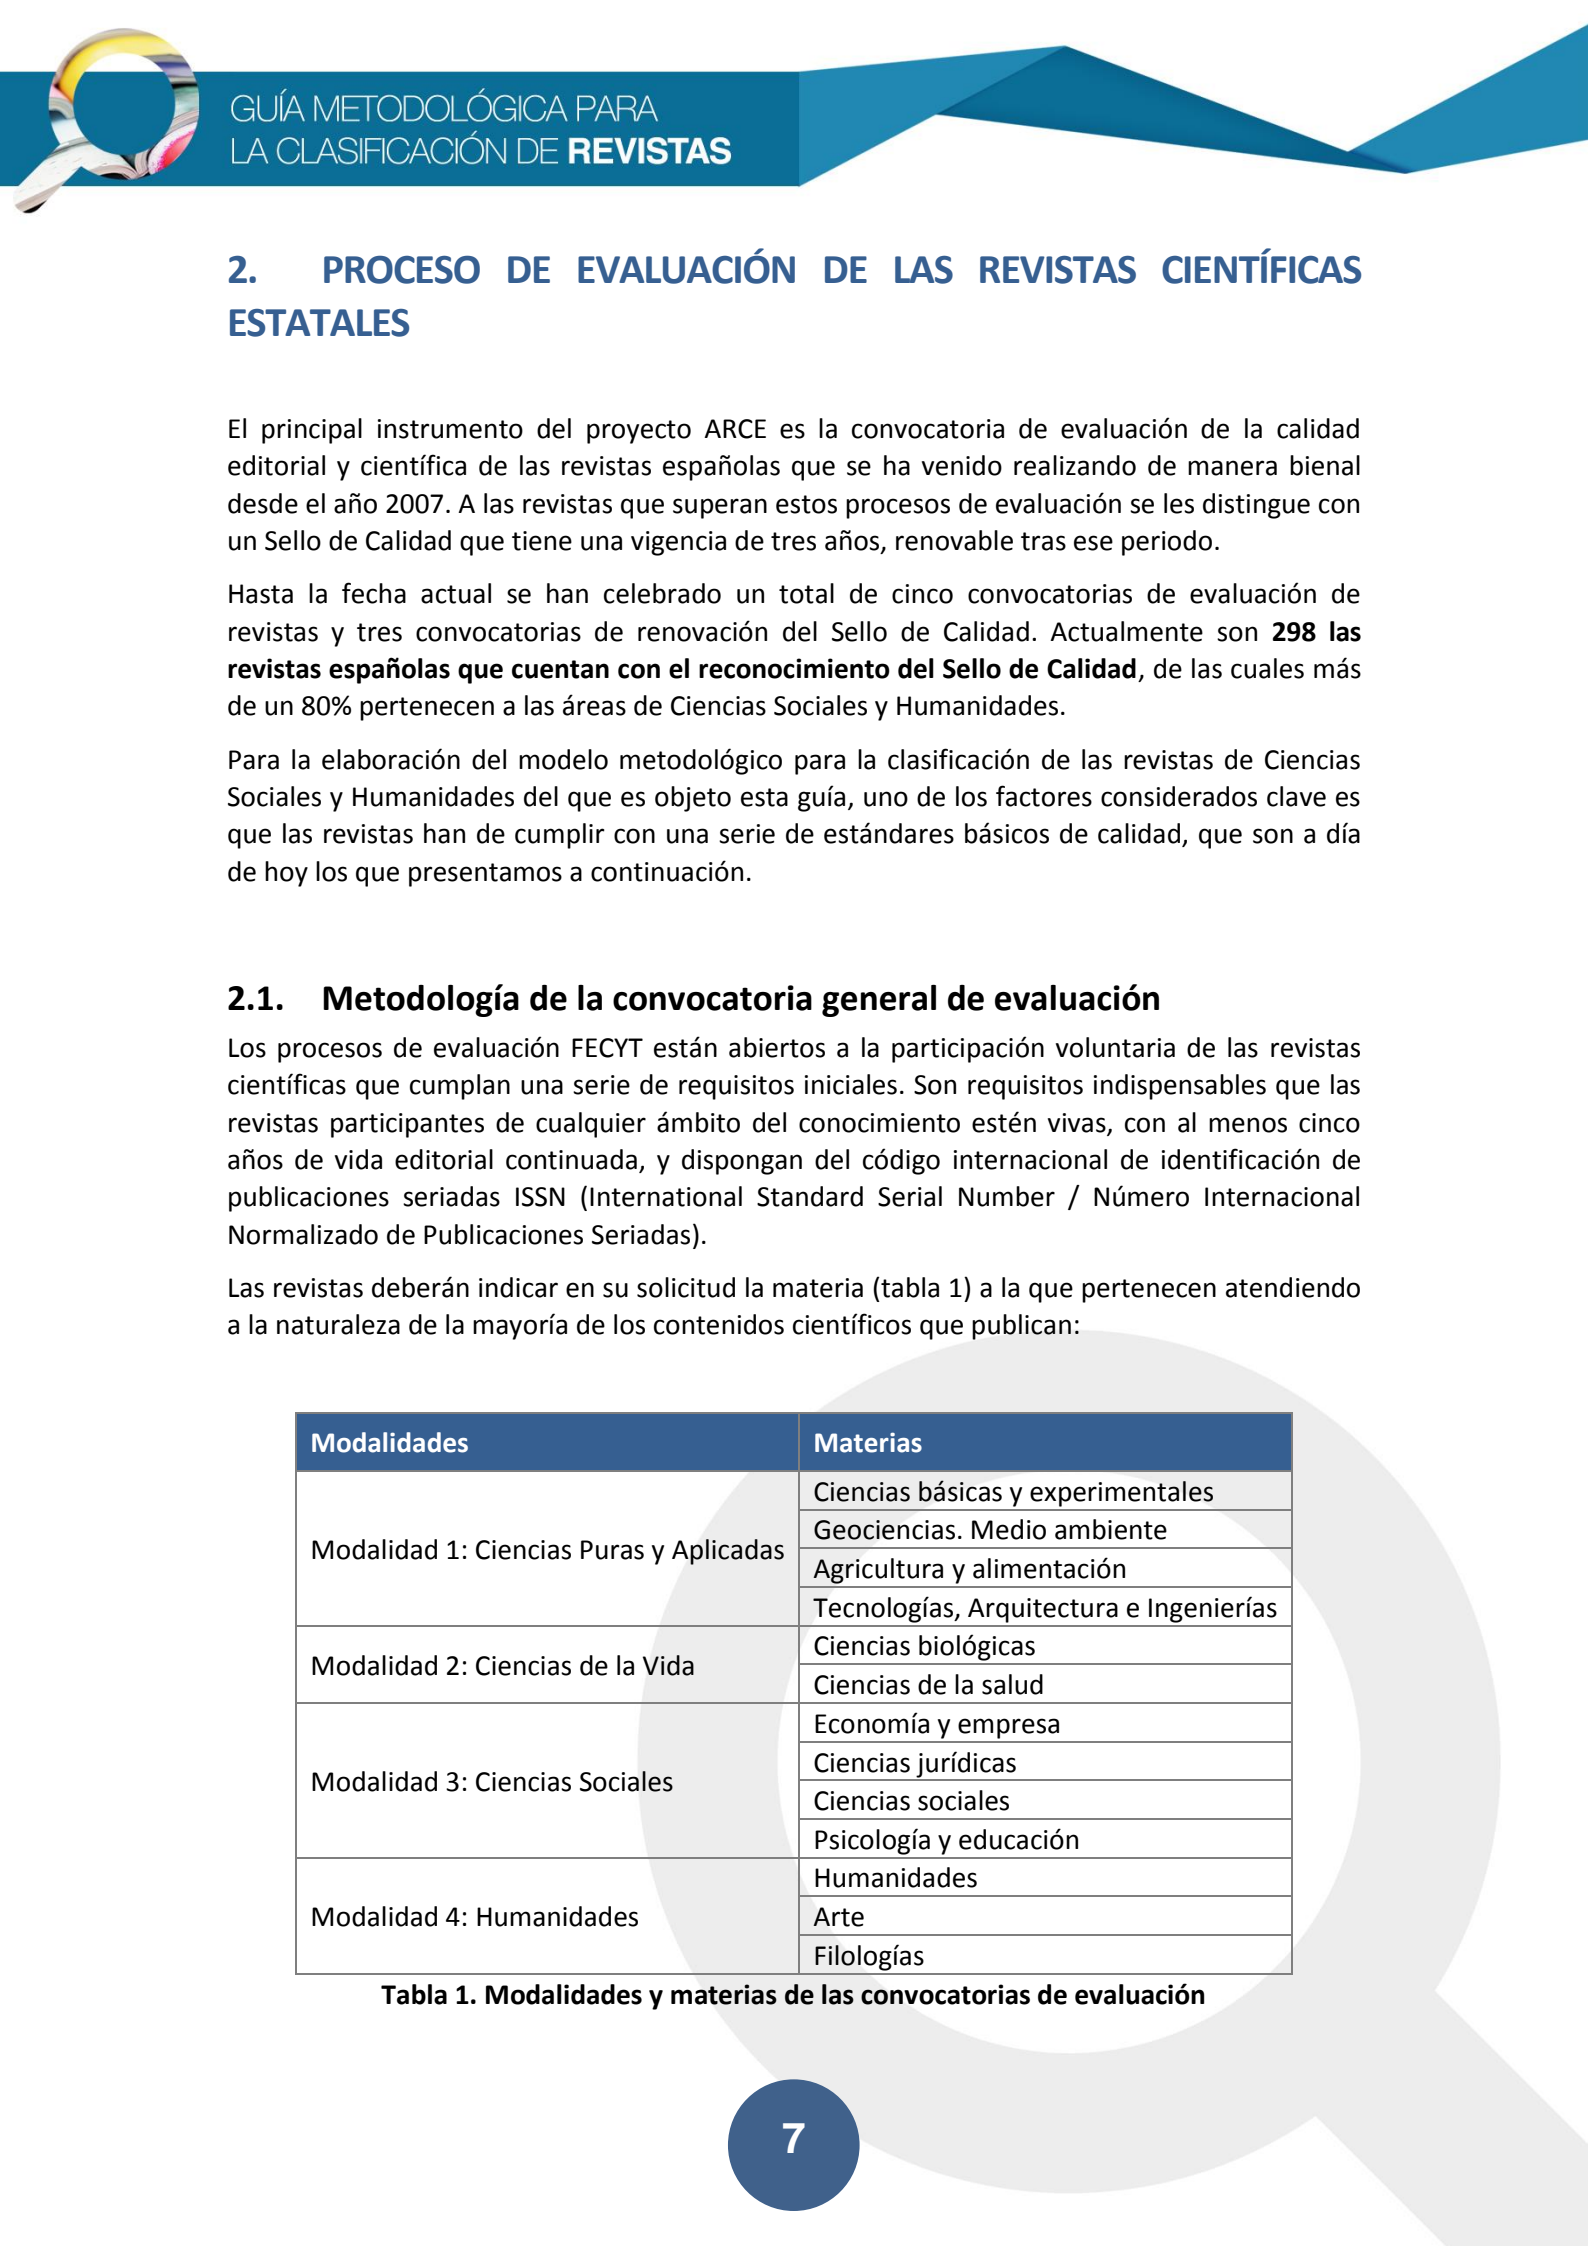 GUÍA METODOLÓGICA PARA
LA CLASIFICACIÓN DE REVISTAS
2. PROCESO DE EVALUACIÓN DE LAS REVISTAS CIENTÍFICAS
ESTATALES
El principal instrumento del proyecto ARCE es la convocatoria de evaluación de la calidad
editorial y científica de las revistas españolas que se ha venido realizando de manera bienal
desde el año 2007. A las revistas que superan estos procesos de evaluación se les distingue con
un Sello de Calidad que tiene una vigencia de tres años, renovable tras ese periodo.
Hasta la fecha actual se han celebrado un total de cinco convocatorias de evaluación de
revistas y tres convocatorias de renovación del Sello de Calidad. Actualmente son 298 las
revistas españolas que cuentan con el reconocimiento del Sello de Calidad, de las cuales más
de un 80% pertenecen a las áreas de Ciencias Sociales y Humanidades.
Para la elaboración del modelo metodológico para la clasificación de las revistas de Ciencias
Sociales y Humanidades del que es objeto esta guía, uno de los factores considerados clave es
que las revistas han de cumplir con una serie de estándares básicos de calidad, que son a día
de hoy los que presentamos a continuación.
2.1. Metodología de la convocatoria general de evaluación
Los procesos de evaluación FECYT están abiertos a la participación voluntaria de las revistas
científicas que cumplan una serie de requisitos iniciales. Son requisitos indispensables que las
revistas participantes de cualquier ámbito del conocimiento estén vivas, con al menos cinco
años de vida editorial continuada, y dispongan del código internacional de identificación de
publicaciones seriadas ISSN (International Standard Serial Number / Número Internacional
Normalizado de Publicaciones Seriadas).
Las revistas deberán indicar en su solicitud la materia (tabla 1) a la que pertenecen atendiendo
a la naturaleza de la mayoría de los contenidos científicos que publican:
Modalidades Materias
Modalidad 1: Ciencias Puras y Aplicadas
Ciencias básicas y experimentales
Geociencias. Medio ambiente
Agricultura y alimentación
Tecnologías, Arquitectura e Ingenierías
Modalidad 2: Ciencias de la Vida
Ciencias biológicas
Ciencias de la salud
Modalidad 3: Ciencias Sociales
Economía y empresa
Ciencias jurídicas
Ciencias sociales
Psicología y educación
Modalidad 4: Humanidades
Humanidades
Arte
Filologías
Tabla 1. Modalidades y materias de las convocatorias de evaluación
7